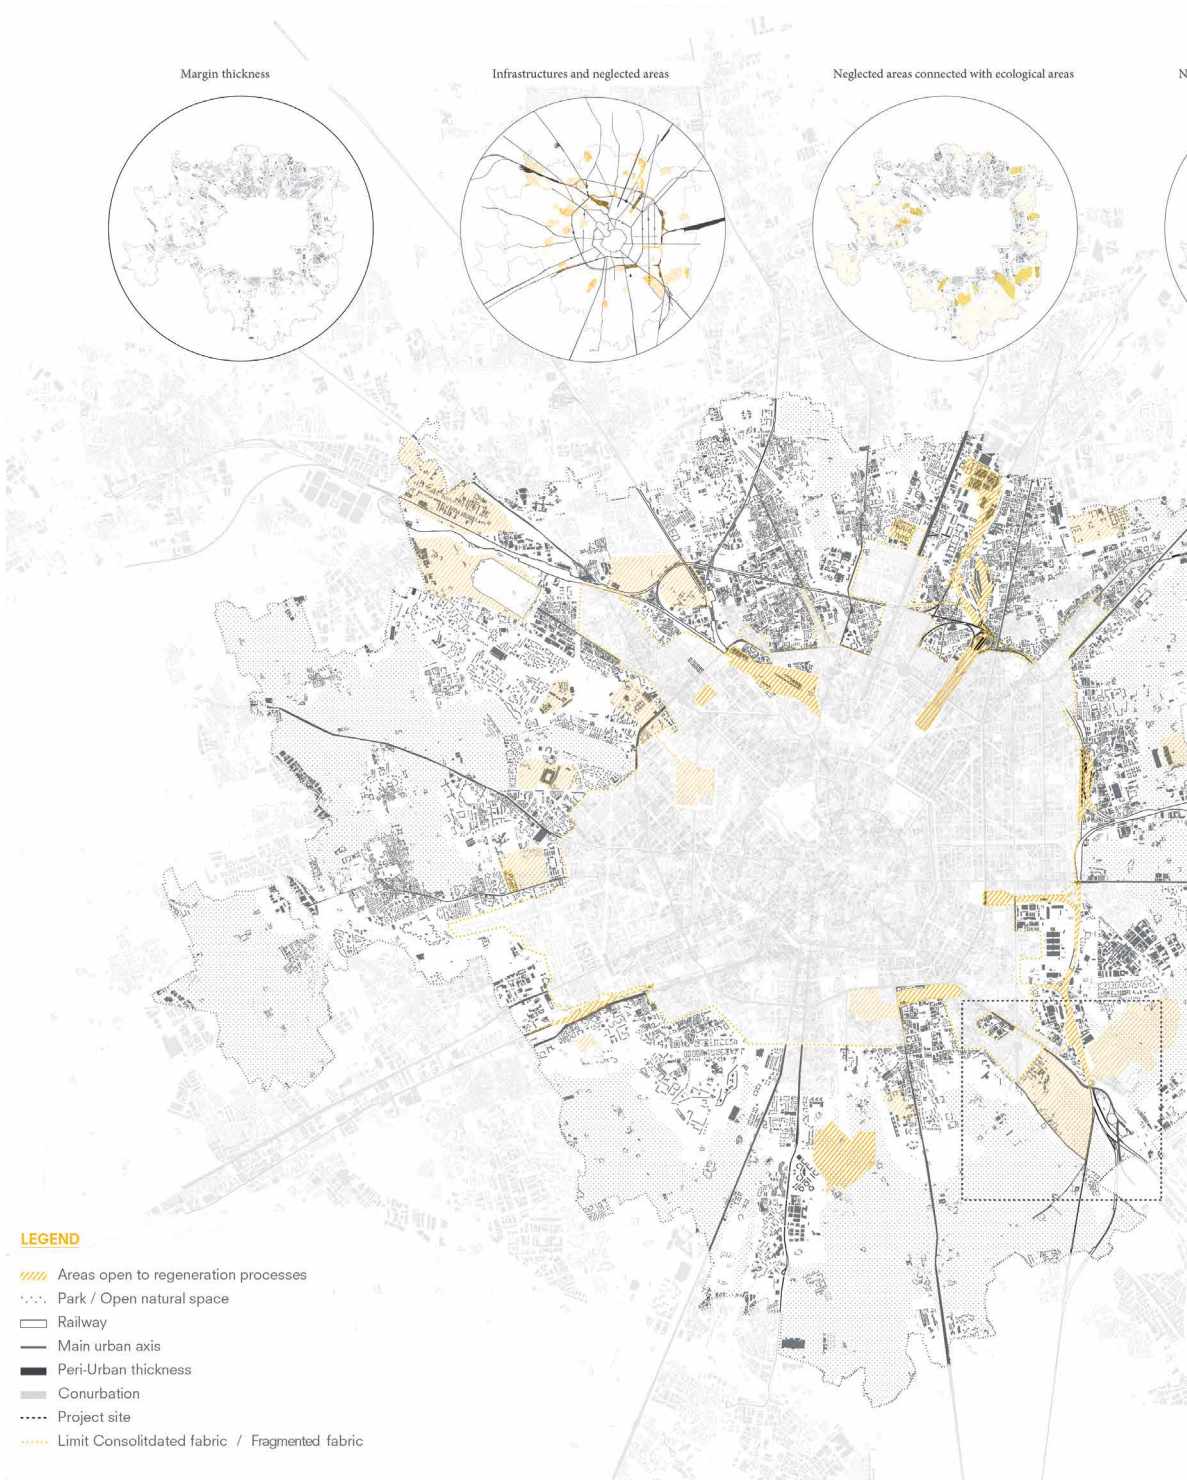 Margin thickness
Infrastructures and neglected areas
Neglected areas connected with ecological areas
N
LEGEND
Areas open to regeneration processes
Park / Open natural space
Railway
Main urban axis
Peri-Urban thickness
Conurbation
Project site
Limit Consolitdated fabric / Fragmented fabric